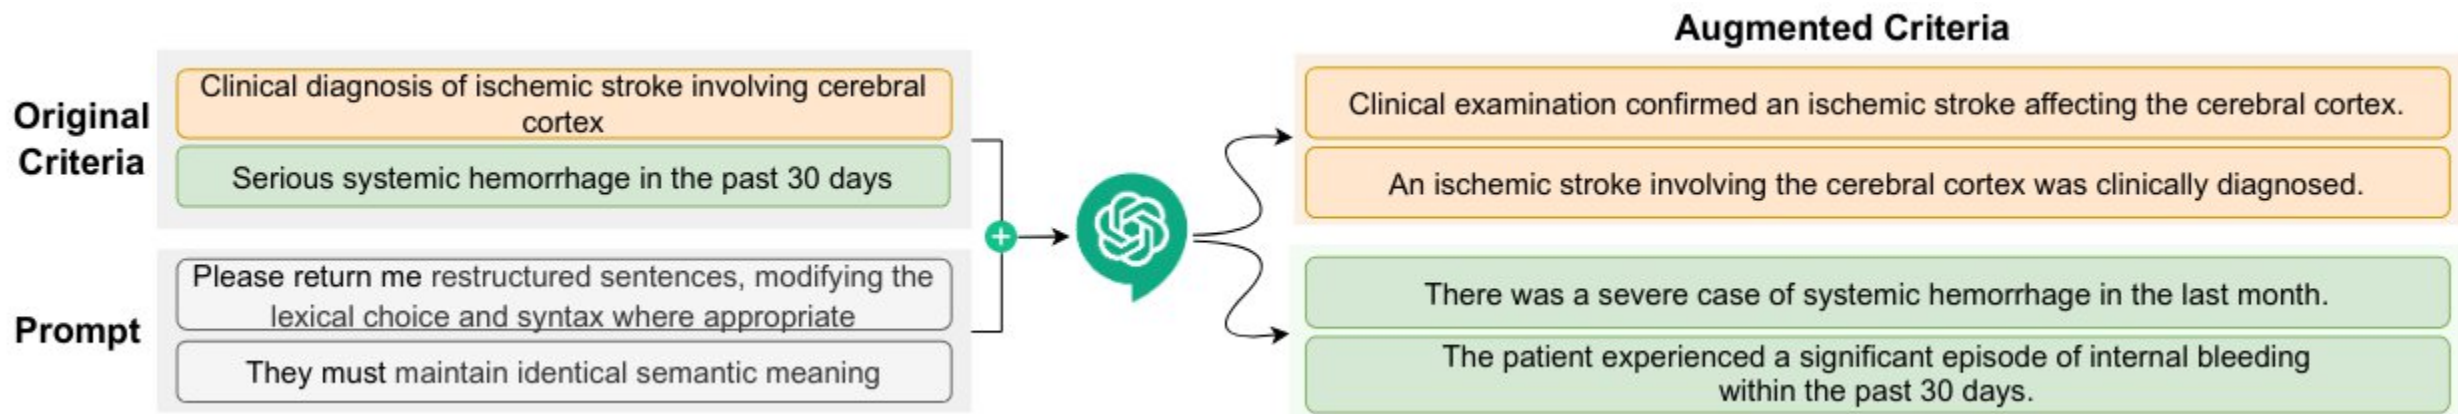 Augmented Criteria
Original
Criteria
Clinical diagnosis of ischemic stroke involving cerebral
cortex
Serious systemic hemorrhage in the past 30 days
Prompt
Please return me restructured sentences, modifying the
lexical choice and syntax where appropriate
They must maintain identical semantic meaning
+
Clinical examination confirmed an ischemic stroke affecting the cerebral cortex.
An ischemic stroke involving the cerebral cortex was clinically diagnosed.
There was a severe case of systemic hemorrhage in the last month.
The patient experienced a significant episode of internal bleeding
within the past 30 days.